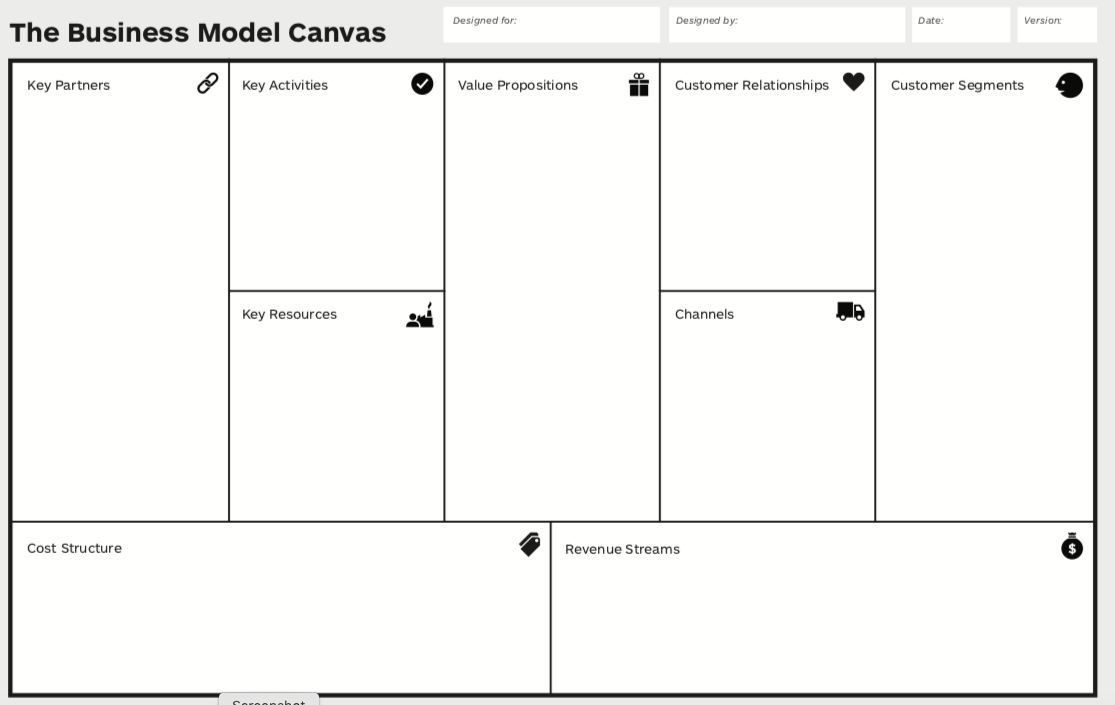 The Business Model Canvas
Designed for:
Designed by:
Date:
Version:
Key Partners
Key Activities
Value Propositions
Customer Relationships
Customer Segments
Key Resources
Channels
Cost Structure
Revenue Streams
$
Screenshot